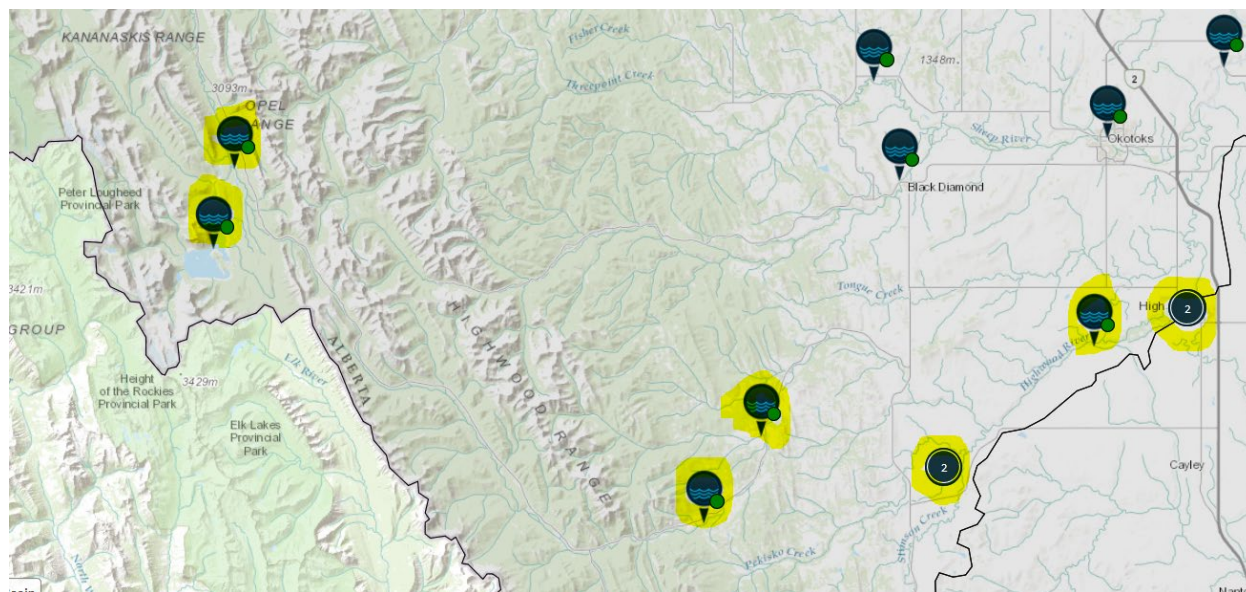 KANANASKIS RANGE
Fisher Creek
Threepoint Creek
1348m
2
3093m
OPEL
Sheep River
Okotoks
Peter Lougheed
Provincial Park
Black Diamond
3421m
Tongue Creek
High
2
GROUP
ALBERTA
HIGHWOOD RANGE
Highwood
Elk River
Height
of the Rockies
Provincial Park
3429m
Elk Lakes
Provincial
Park
2
Cayley
Stimson Creek
Pekisko Creek